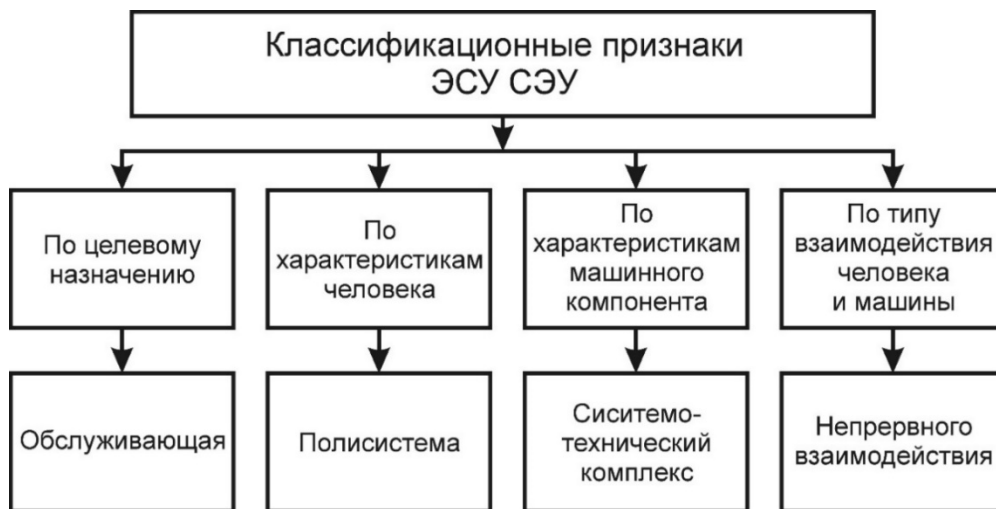 Классификационные признаки
ЭСУ СЭУ
По целевому
назначению
По
характеристикам
человека
По
характеристикам
машинного
компонента
По типу
взаимодействия
человека
и машины
Обслуживающая
Полисистема
Сиситемо-
технический
комплекс
Непрервного
взаимодействия